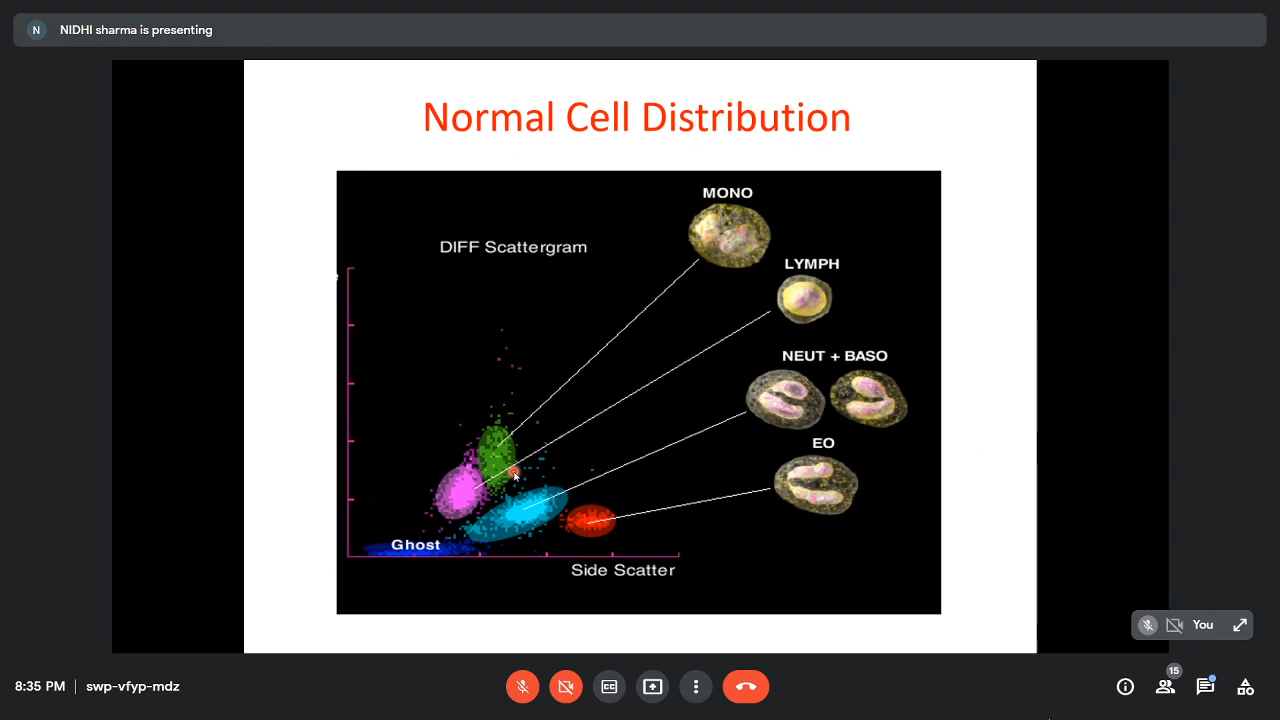 N
NIDHI sharma is presenting
Normal Cell Distribution
MONO
DIFF Scattergram
LYMPH
NEUT + BASO
EO
Ghost
Side Scatter
You
8:35 PM
swp-vfyp-mdz
CC
15